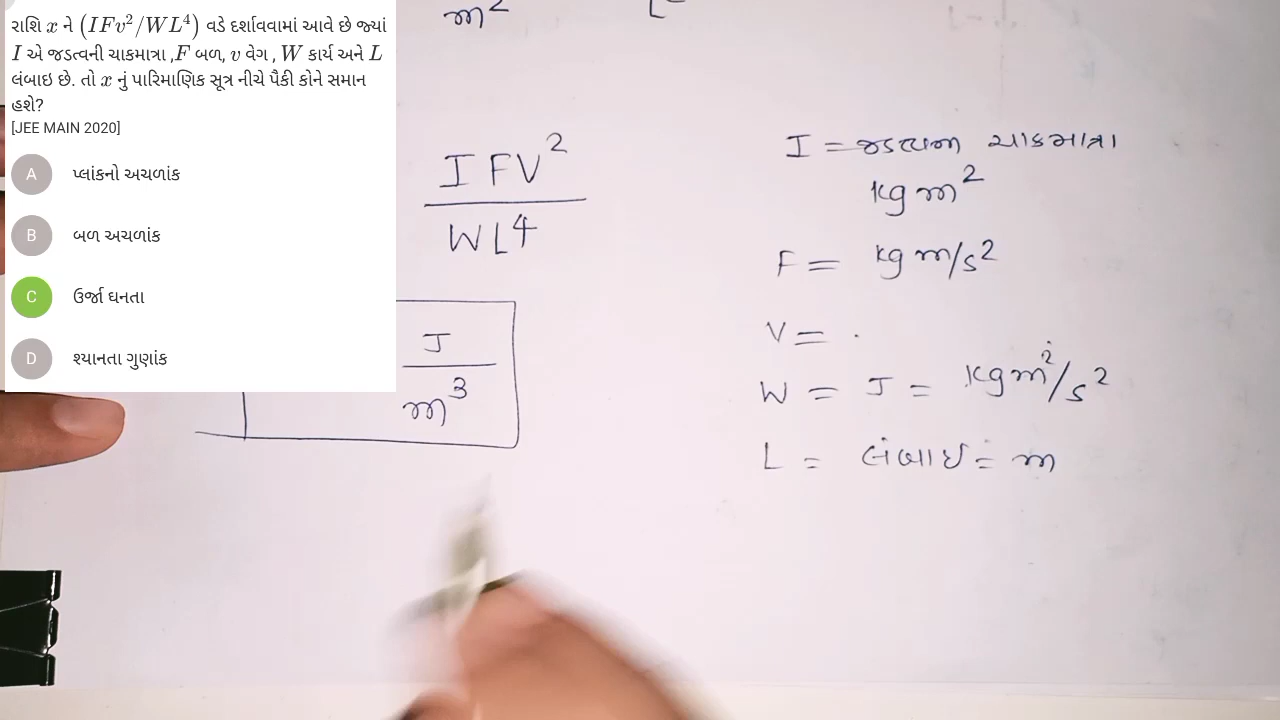 રાશિ x ને (IFv²/WL⁴) વડે દર્શાવવામાં આવે છે જ્યાં
I એ જડત્વની ચાકમાત્રા ,F બળ, v વેગ , W કાર્ય અને L
લંબાઇ છે. તો x નું પારિમાણિક સૂત્ર નીચે પૈકી કોને સમાન
હશે?
[JEE MAIN 2020]
A પ્લાંકનો અચળાંક
B બળ અચળાંક
C ઉર્જા ઘનતા
D શ્યાનતા ગુણાંક
m²
IFV²
WL⁴
J
m³
I = જડત્વના ચાકમાત્રા
kg m²
F = kg m/s²
V = .
W = J = kgm²/s²
L = લંબાઇ = m